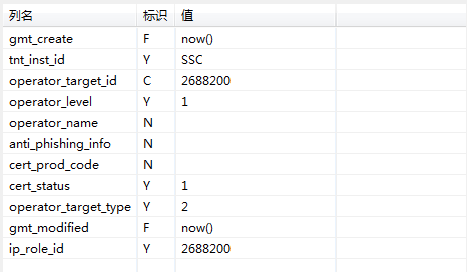 列名 标识 值
gmt_create F now()
tnt_inst_id Y SSC
operator_target_id C 2688200
operator_level Y 1
operator_name N
anti_phishing_info N
cert_prod_code N
cert_status Y 1
operator_target_type Y 2
gmt_modified F now()
ip_role_id Y 2688200